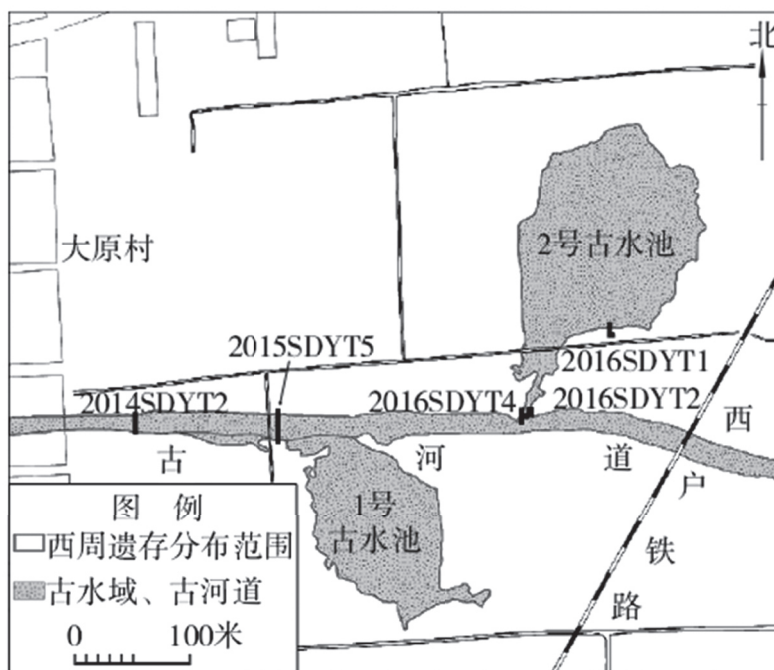 北
大原村
2号古水池
2015SDYT5
2016SDYT1
2014SDYT2
2016SDYT4
2016SDYT2
古河道
西户铁路
1号
古水池
图 例
西周遗存分布范围
古水域、古河道
0 100米